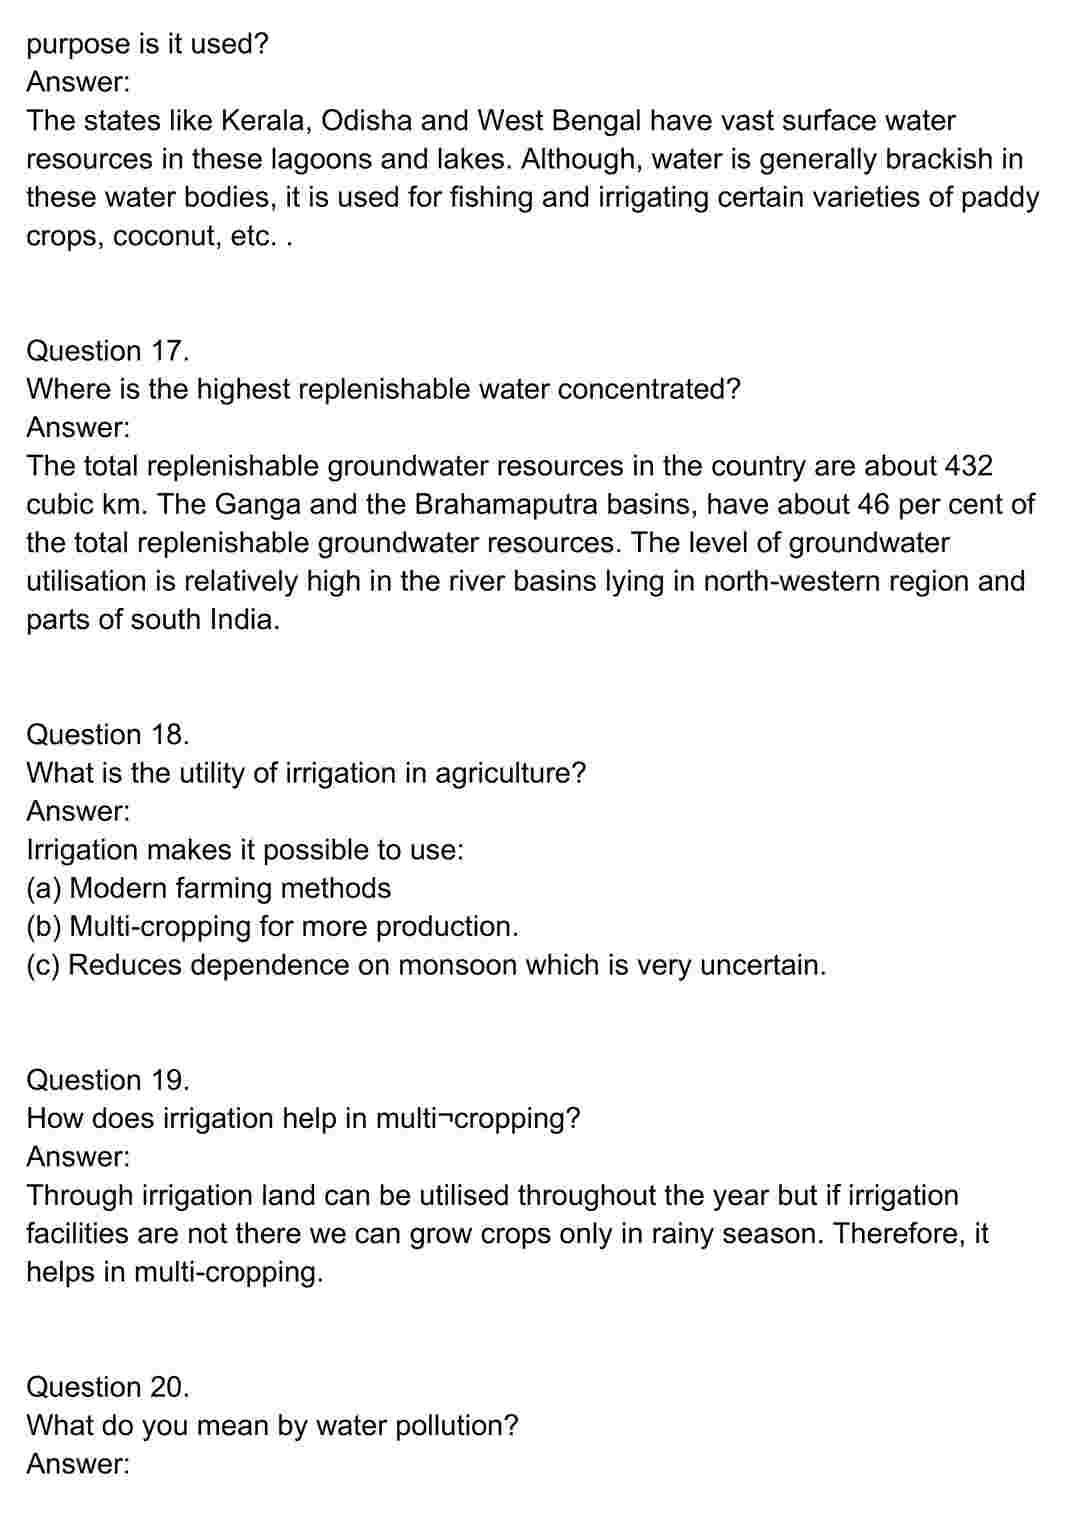 purpose is it used?
Answer:
The states like Kerala, Odisha and West Bengal have vast surface water
resources in these lagoons and lakes. Although, water is generally brackish in
these water bodies, it is used for fishing and irrigating certain varieties of paddy
crops, coconut, etc. .
Question 17.
Where is the highest replenishable water concentrated?
Answer:
The total replenishable groundwater resources in the country are about 432
cubic km. The Ganga and the Brahamaputra basins, have about 46 per cent of
the total replenishable groundwater resources. The level of groundwater
utilisation is relatively high in the river basins lying in north-western region and
parts of south India.
Question 18.
What is the utility of irrigation in agriculture?
Answer:
Irrigation makes it possible to use:
(a) Modern farming methods
(b) Multi-cropping for more production.
(c) Reduces dependence on monsoon which is very uncertain.
Question 19.
How does irrigation help in multi¬cropping?
Answer:
Through irrigation land can be utilised throughout the year but if irrigation
facilities are not there we can grow crops only in rainy season. Therefore, it
helps in multi-cropping.
Question 20.
What do you mean by water pollution?
Answer: